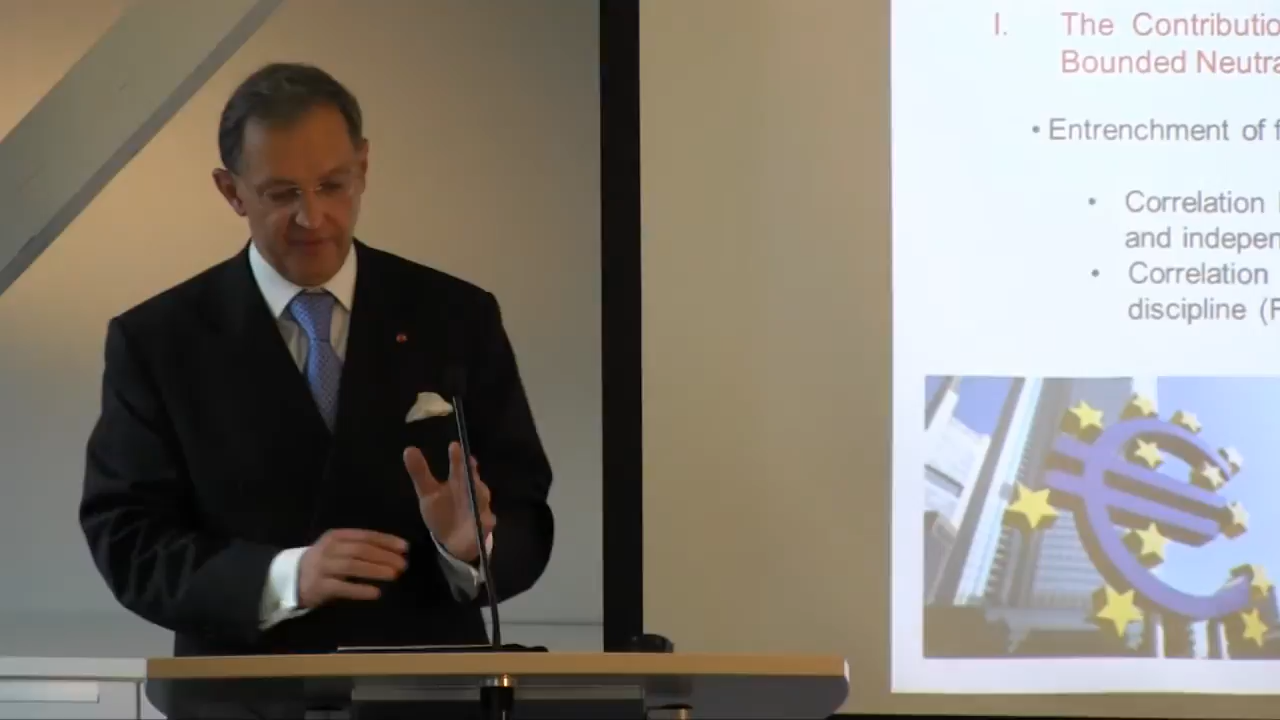 I. The Contributio
Bounded Neutra
• Entrenchment of f
• Correlation
and indepen
• Correlation
discipline (F